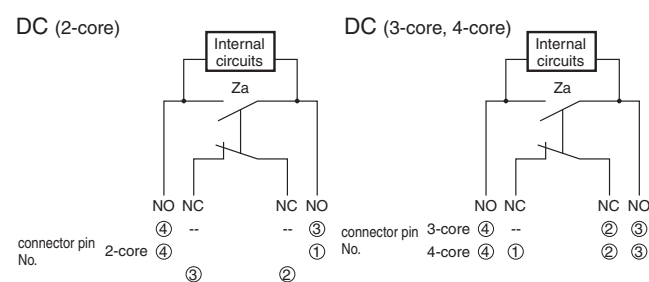 DC (2-core) DC (3-core, 4-core)
Internal circuits Internal circuits
Za Za
NO NC NC NO NO NC NC NO
④ -- -- ③ 3-core ④ -- ② ③
connector pin No. 2-core ④ ① connector pin No. 4-core ④ ① ② ③
③ ②